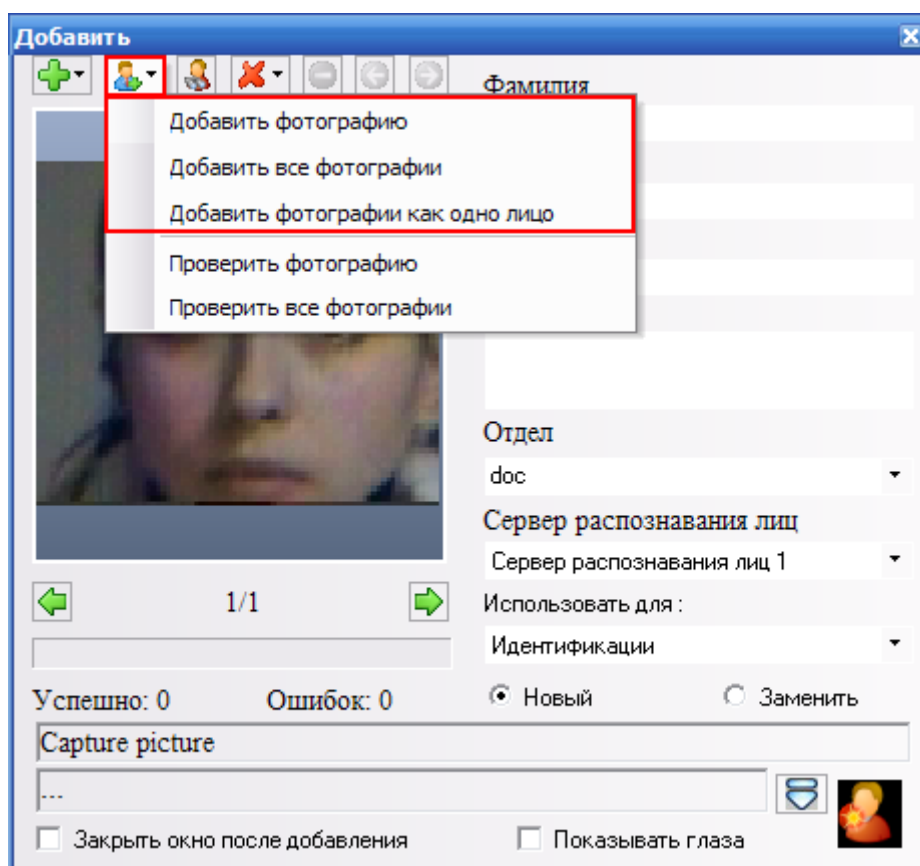 Добавить
Фамилия
Добавить фотографию
Добавить все фотографии
Добавить фотографии как одно лицо
Проверить фотографию
Проверить все фотографии
Отдел
doc
Сервер распознавания лиц
Сервер распознавания лиц 1
1/1
Использовать для :
Идентификации
Успешно: 0 Ошибок: 0
Новый Заменить
Capture picture
...
Закрыть окно после добавления Показывать глаза